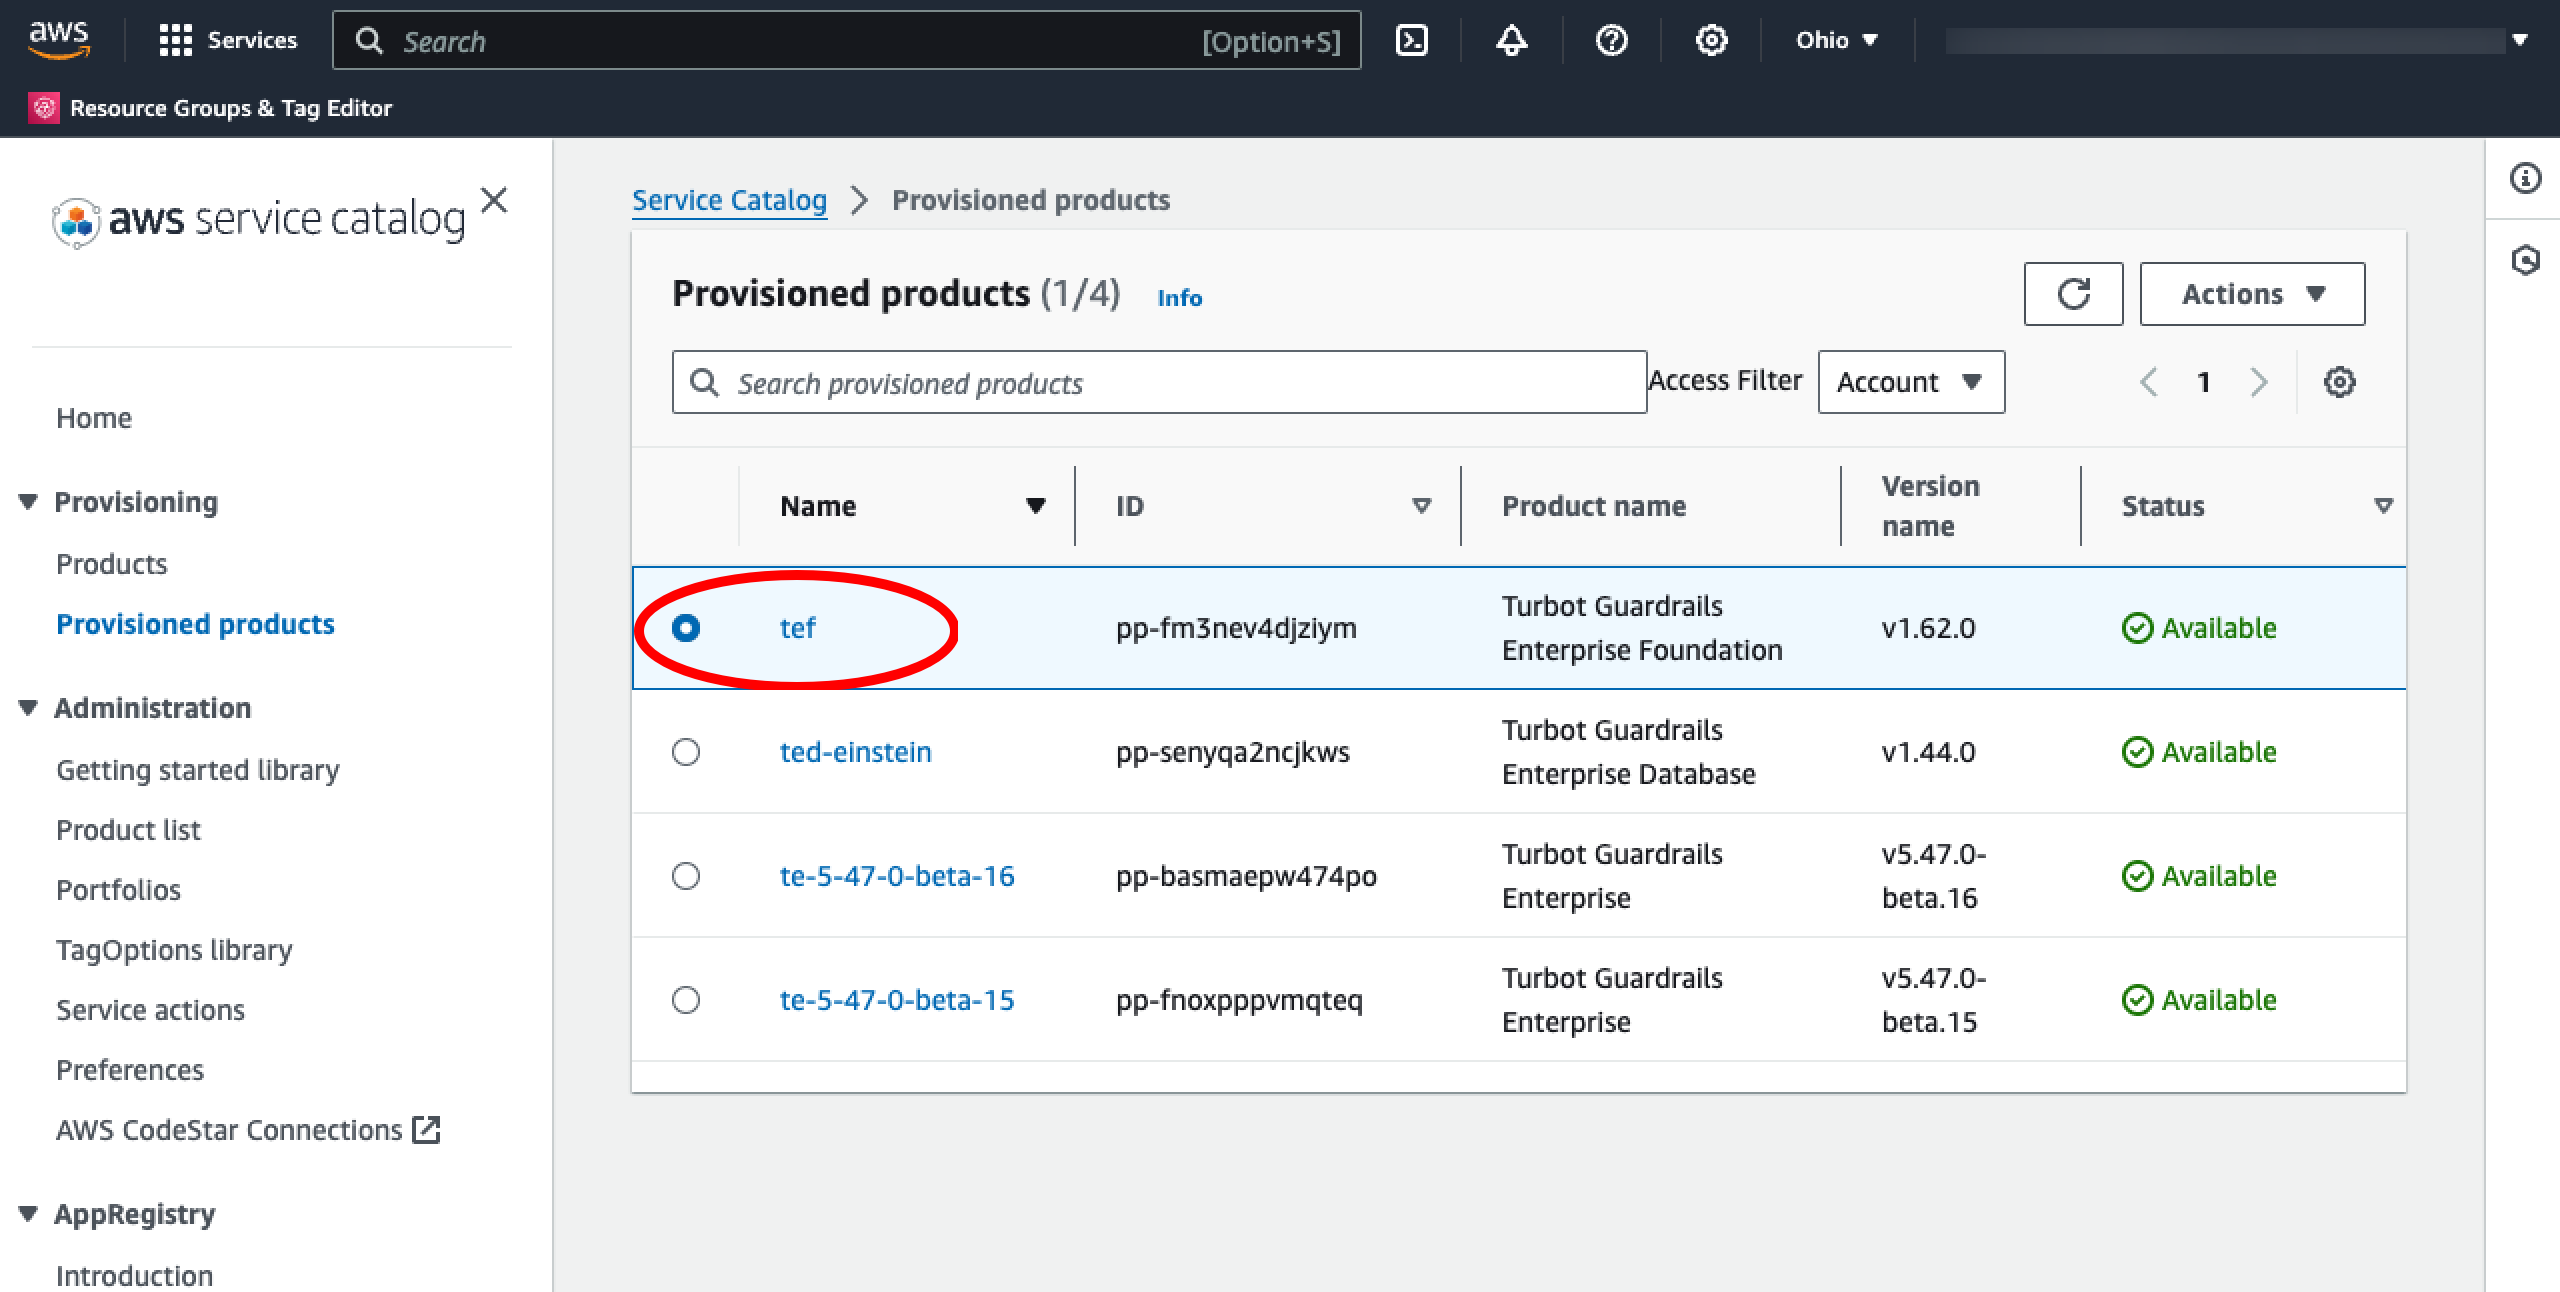 aws
Services
Search
[Option+S]
Ohio
Resource Groups & Tag Editor
aws service catalog
Home
Provisioning
Products
Provisioned products
Administration
Getting started library
Product list
Portfolios
TagOptions library
Service actions
Preferences
AWS CodeStar Connections
AppRegistry
Introduction
Service Catalog > Provisioned products
Provisioned products (1/4) Info
Actions
Search provisioned products
Access Filter
Account
1
Name ID Product name Version name Status
tef pp-fm3nev4djziym Turbot Guardrails Enterprise Foundation v1.62.0 Available
ted-einstein pp-senyqa2ncjkws Turbot Guardrails Enterprise Database v1.44.0 Available
te-5-47-0-beta-16 pp-basmaepw474po Turbot Guardrails Enterprise v5.47.0-beta.16 Available
te-5-47-0-beta-15 pp-fnoxpppvmqteq Turbot Guardrails Enterprise v5.47.0-beta.15 Available